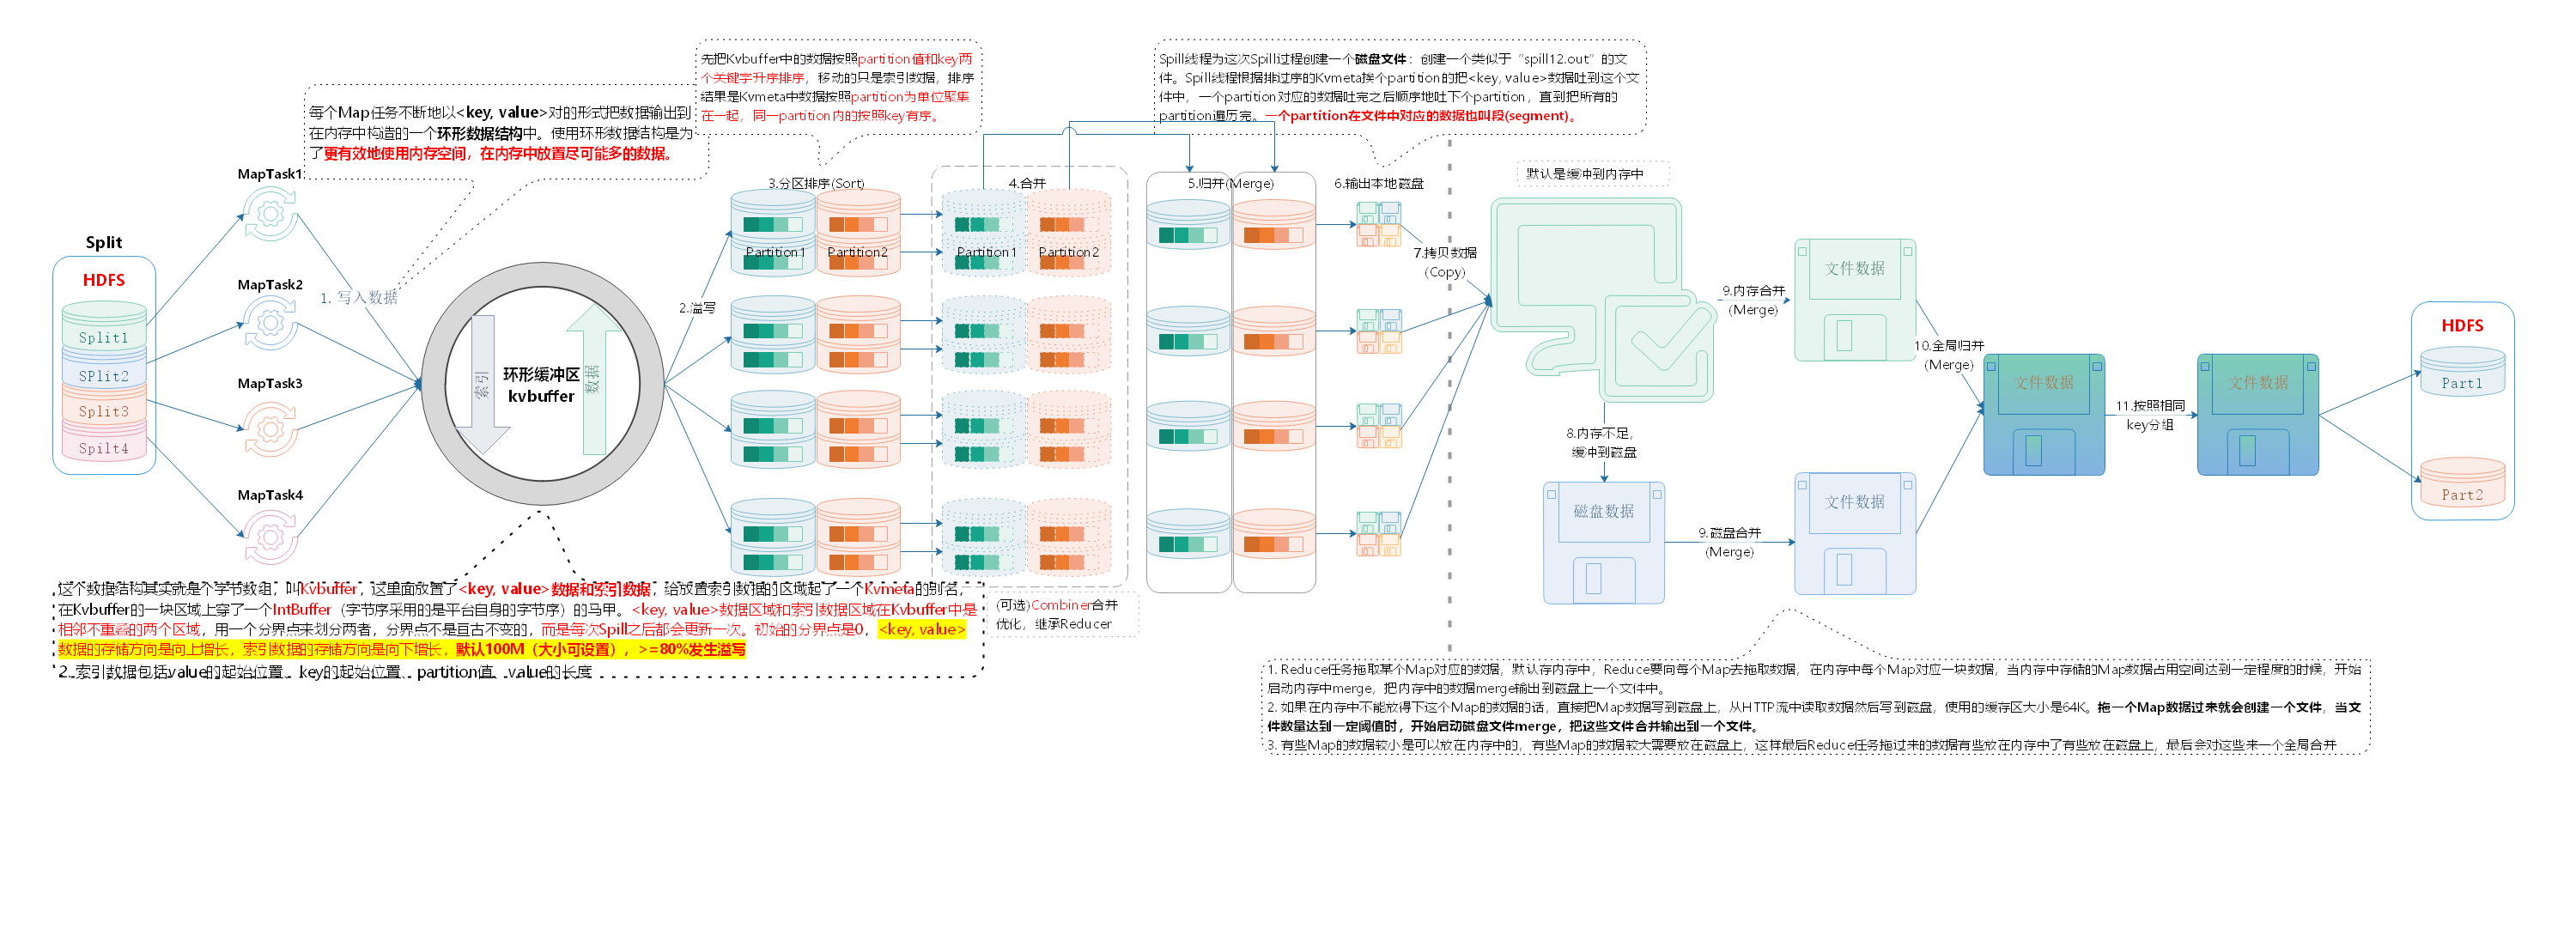 先把Kvbuffer中的数据按照partition值和key两
个关键字升序排序，移动的只是索引数据，排序
结果是Kvmeta中数据按照partition为单位聚集
在一起，同一partition内的按照key有序。
Spill线程为这次Spill过程创建一个磁盘文件：创建一个类似于“spill12.out”的文
件。Spill线程根据排过序的Kvmeta挨个partition的把<key, value>数据吐到这个文
件中，一个partition对应的数据吐完之后顺序地吐下个partition，直到把所有的
partition遍历完。一个partition在文件中对应的数据也叫段(segment)。
每个Map任务不断地以<key, value>对的形式把数据输出到
在内存中构造的一个环形数据结构中。使用环形数据结构是为
了更有效地使用内存空间，在内存中放置尽可能多的数据。
Split
HDFS
Split1
SPlit2
Split3
Spilt4
MapTask1
MapTask2
MapTask3
MapTask4
1. 写入数据
索引
环形缓冲区
kvbuffer
数据
2.溢写
3.分区排序(Sort)
Partition1
Partition2
4.合并
Partition1
Partition2
5.归并(Merge)
6.输出本地磁盘
7.拷贝数据
(Copy)
默认是缓冲到内存中
8.内存不足，
缓冲到磁盘
磁盘数据
9.内存合并
(Merge)
文件数据
9.磁盘合并
(Merge)
文件数据
10.全局归并
(Merge)
文件数据
11.按照相同
key分组
文件数据
HDFS
Part1
Part2
这个数据结构其实就是个字节数组，叫Kvbuffer，这里面放置了<key, value>数据和索引数据，给放置索引数据的区域起了一个Kvmeta的别名，
在Kvbuffer的一块区域上穿了一个IntBuffer（字节序采用的是平台自身的字节序）的马甲。<key, value>数据区域和索引数据区域在Kvbuffer中是
相邻不重叠的两个区域，用一个分界点来划分两者，分界点不是亘古不变的，而是每次Spill之后都会更新一次。初始的分界点是0，<key, value>
数据的存储方向是向上增长，索引数据的存储方向是向下增长，默认100M（大小可设置），>=80%发生溢写
2. 索引数据包括value的起始位置、key的起始位置、partition值、value的长度
(可选)Combiner合并
优化，继承Reducer
1. Reduce任务拖取某个Map对应的数据，默认存内存中，Reduce要向每个Map去拖取数据，在内存中每个Map对应一块数据，当内存中存储的Map数据占用空间达到一定程度的时候，开始
启动内存中merge，把内存中的数据merge输出到磁盘上一个文件中。
2. 如果在内存中不能放得下这个Map的数据的话，直接把Map数据写到磁盘上，从HTTP流中读取数据然后写到磁盘，使用的缓存区大小是64K。拖一个Map数据过来就会创建一个文件，当文
件数量达到一定阈值时，开始启动磁盘文件merge，把这些文件合并输出到一个文件。
3. 有些Map的数据较小是可以放在内存中的，有些Map的数据较大需要放在磁盘上，这样最后Reduce任务拖过来的数据有些放在内存中了有些放在磁盘上，最后会对这些来一个全局合并